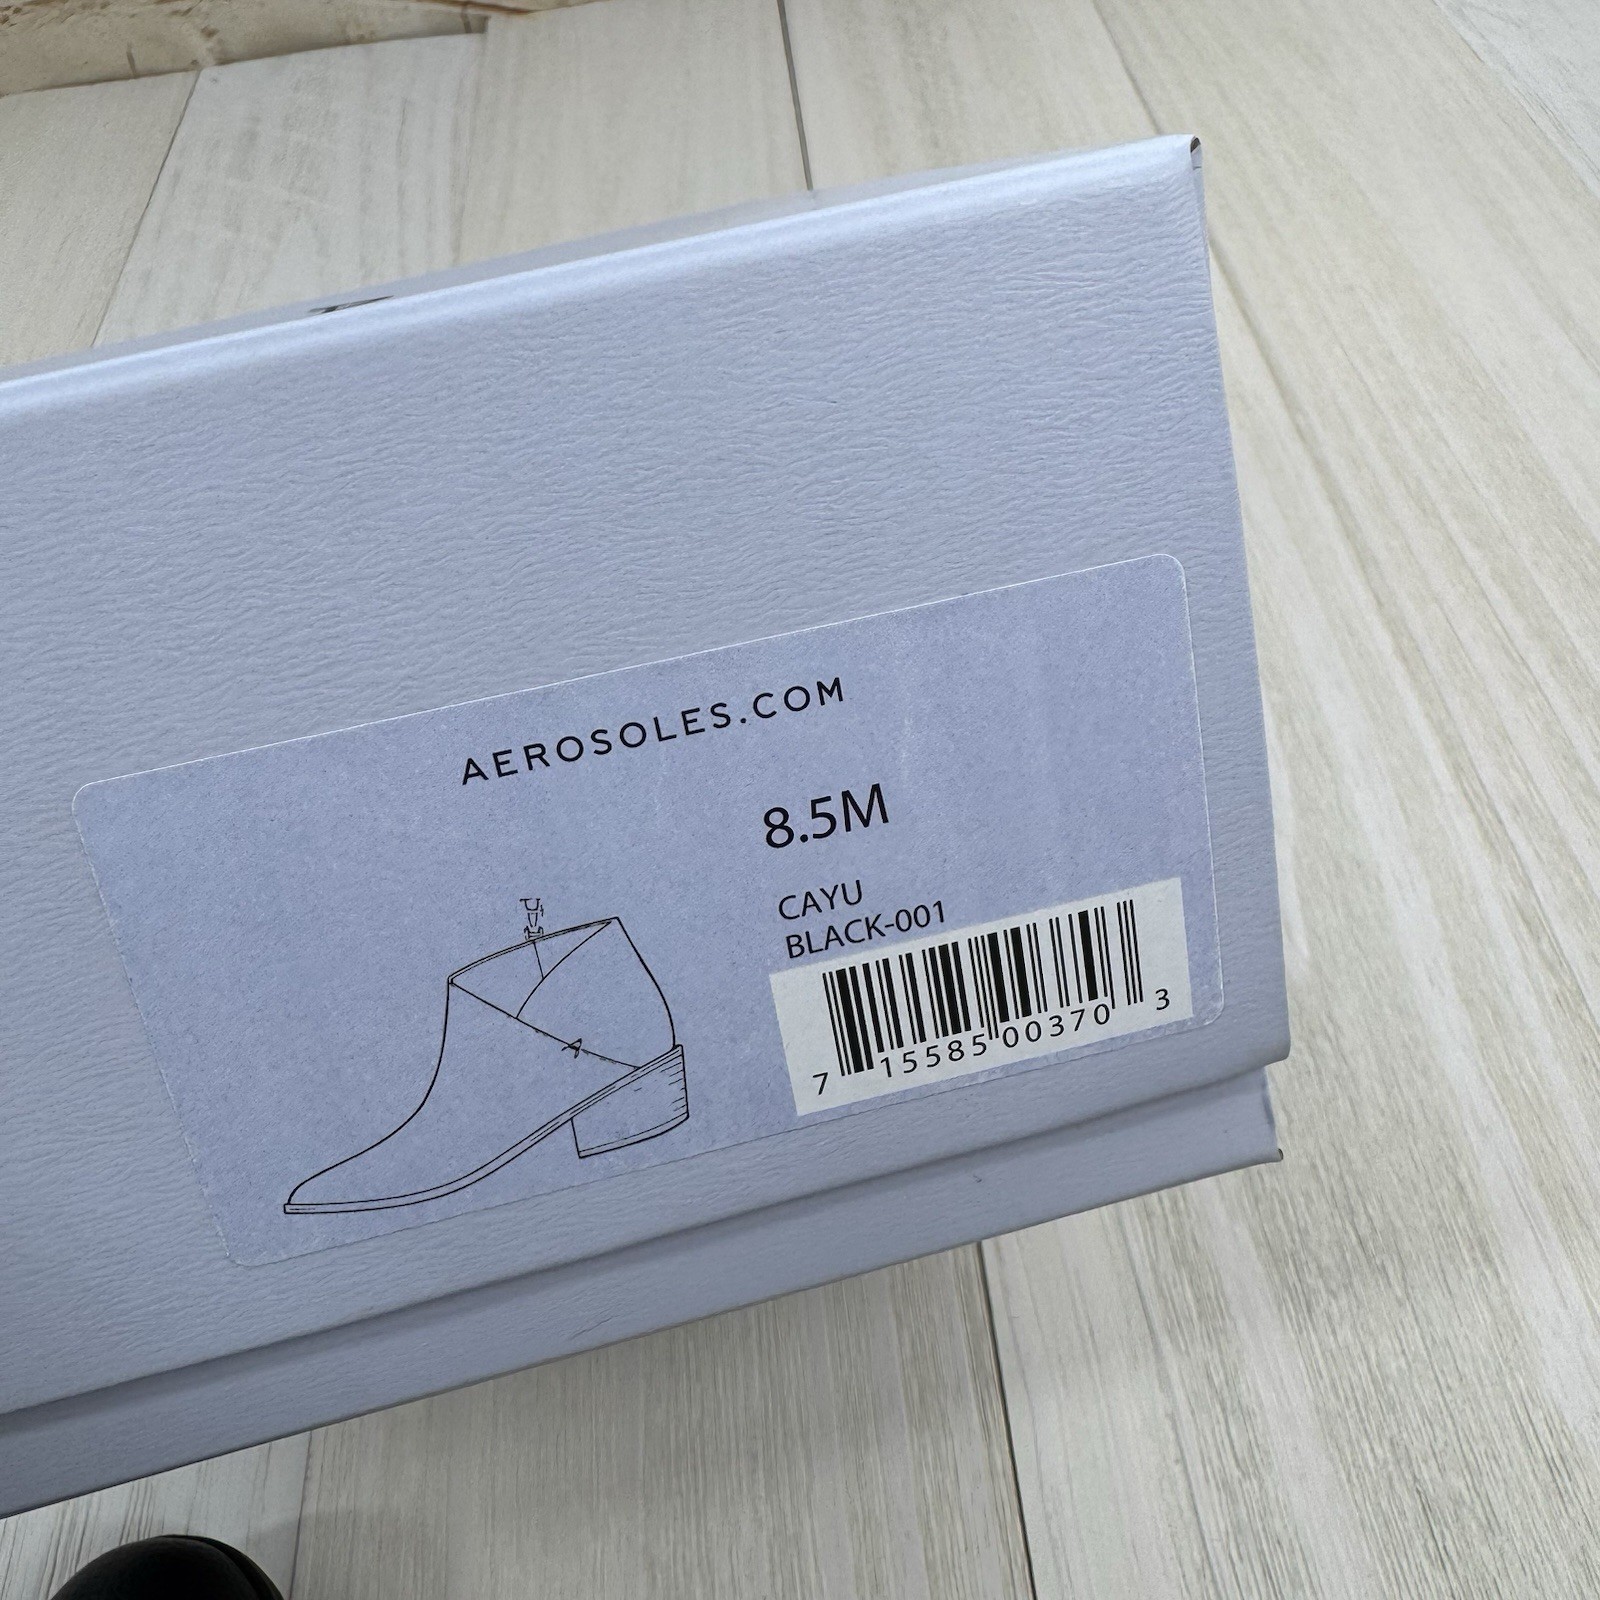 AEROSOLES.COM
8.5M
CAYU
BLACK-001
7 15585 00370 3